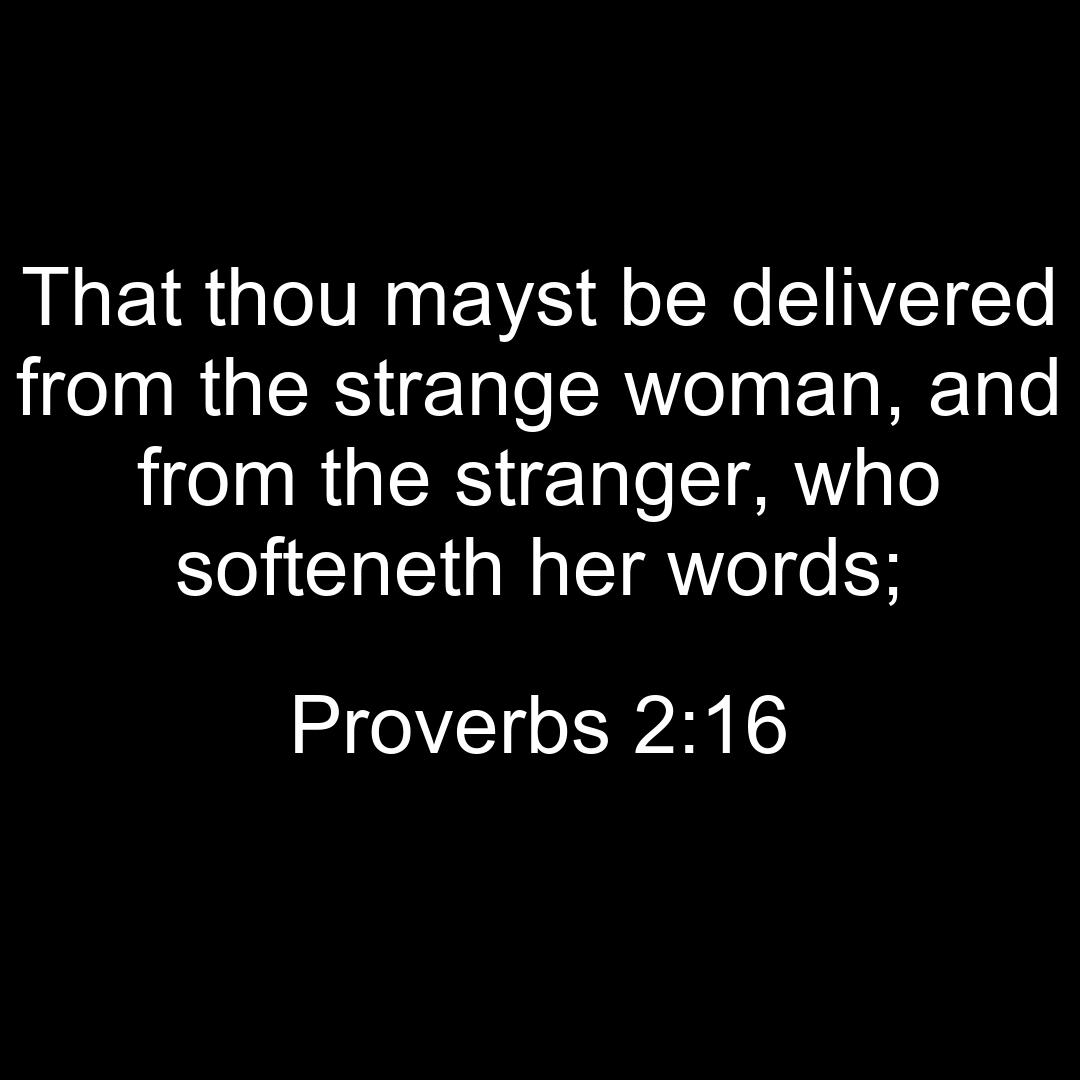 That thou mayst be delivered
from the strange woman, and
from the stranger, who
softeneth her words;
Proverbs 2:16